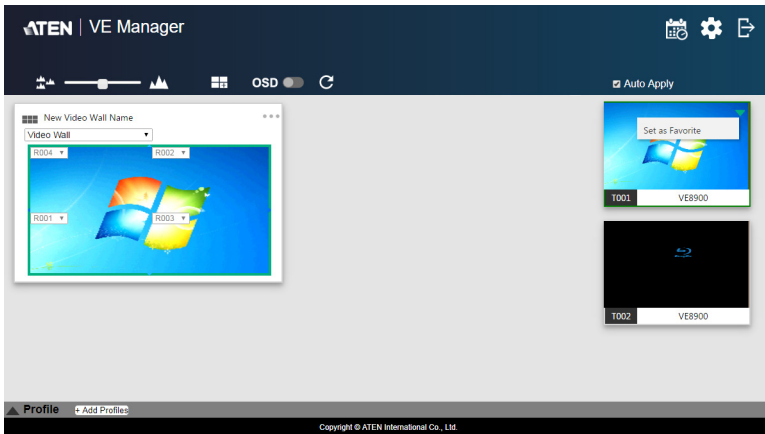 ATEN VE Manager
OSD
Auto Apply
New Video Wall Name
Video Wall
R004
R002
R001
R003
Set as Favorite
T001 VE8900
T002 VE8900
Profile + Add Profiles
Copyright © ATEN International Co., Ltd.